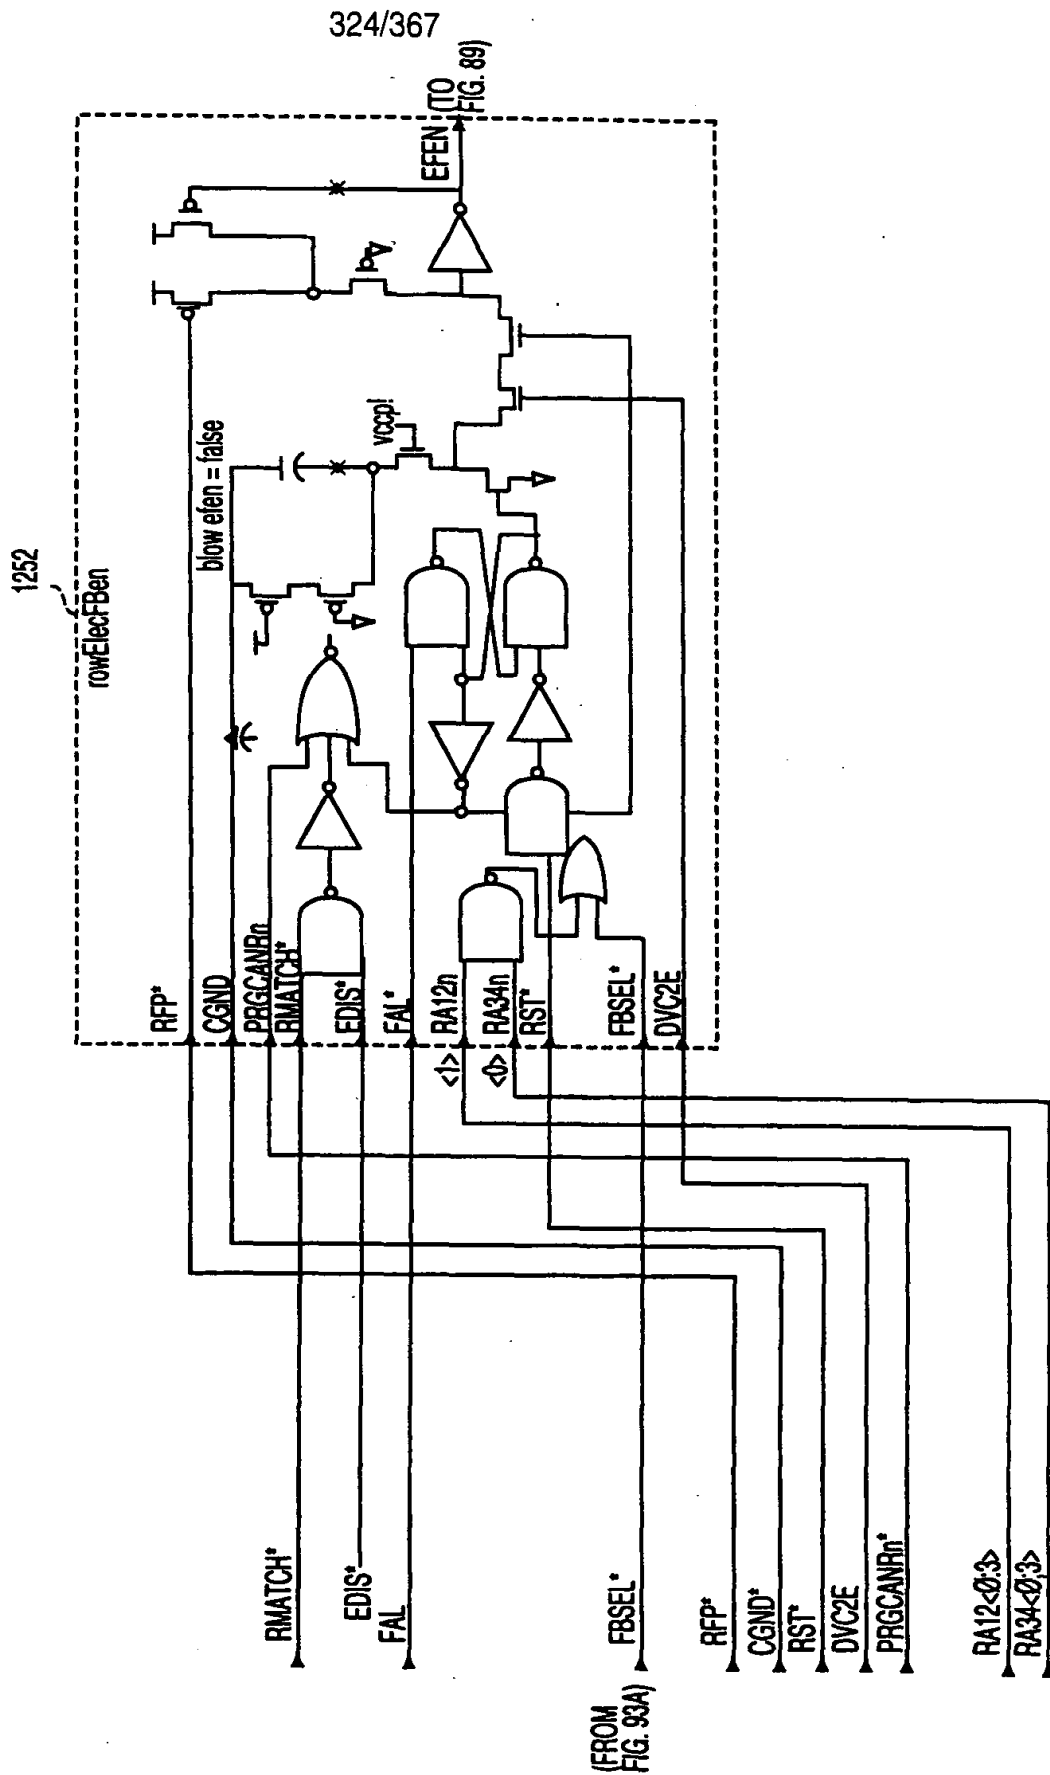 324/367
1252
rowElecFBen
blow efen = false
vccp!
EFEN
(TO
FIG. 89)
RFP*
CGND
PRGCANRn
RMATCH*
EDIS*
FAL*
<1> RA12n
<0> RA34n
RST*
FBSEL*
DVC2E
RMATCH*
EDIS*
FAL
FBSEL*
(FROM
FIG. 93A)
RFP*
CGND*
RST*
DVC2E
PRGCANRn*
RA12<0:3>
RA34<0;3>